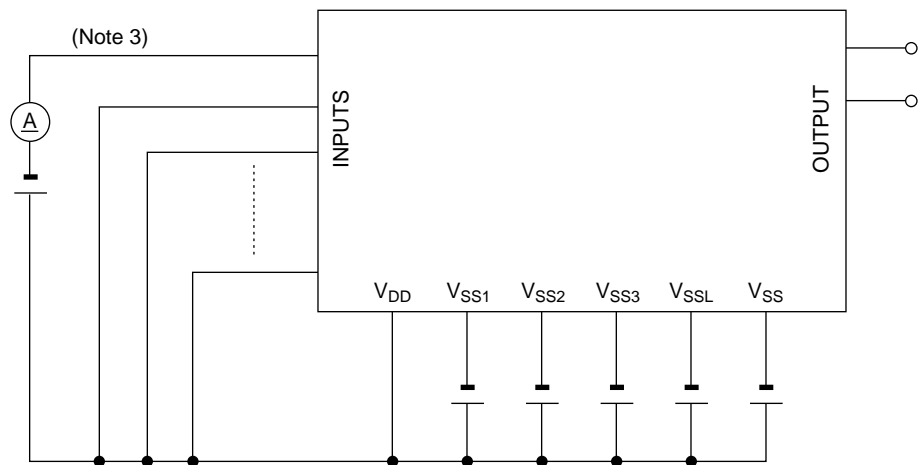 (Note 3)
A
INPUTS
OUTPUT
VDD
VSS1
VSS2
VSS3
VSSL
VSS